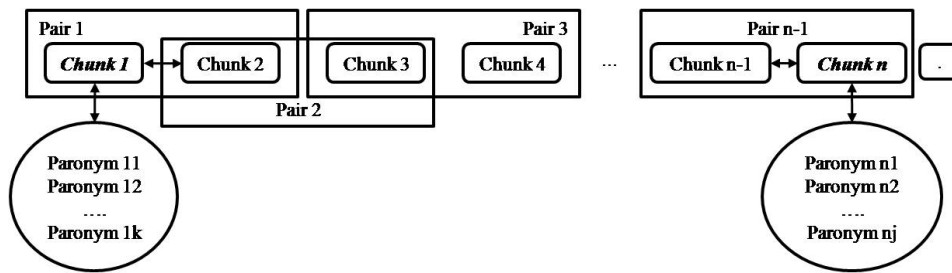 Pair 1
Pair 3
Pair n-1
Chunk 1
Chunk 2
Chunk 3
Chunk 4
...
Chunk n-1
Chunk n
.
Pair 2
Paronym 11
Paronym 12
....
Paronym 1k
Paronym n1
Paronym n2
....
Paronym nj